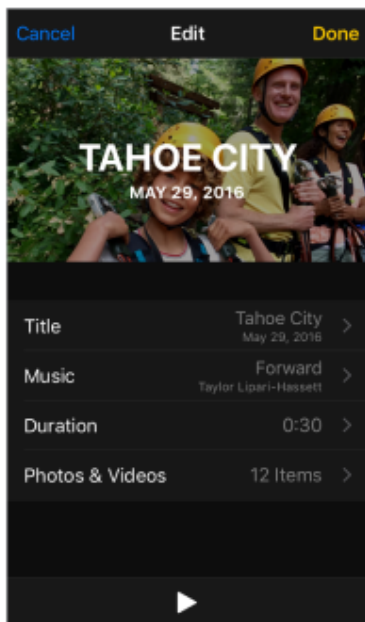 Cancel Edit Done
TAHOE CITY
MAY 29, 2016
Title Tahoe City
May 29, 2016
Music Forward
Taylor Lipari-Hassett
Duration 0:30
Photos & Videos 12 Items